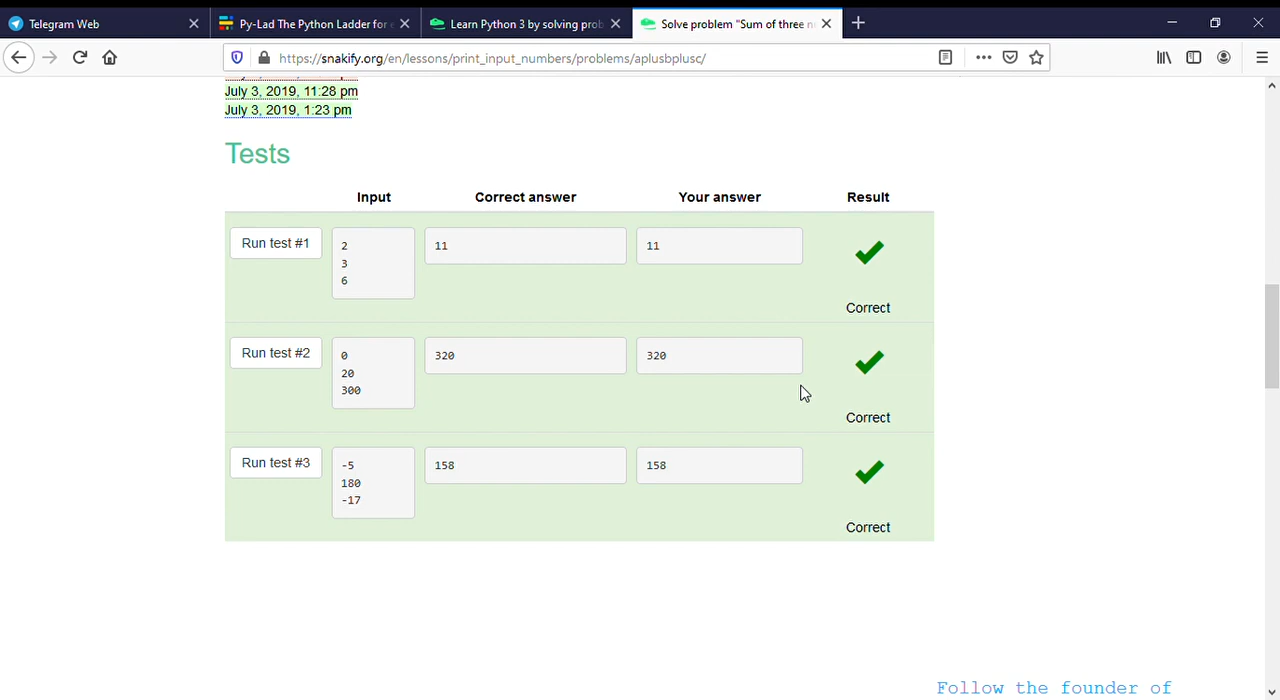 Telegram Web
Py-Lad The Python Ladder for
Learn Python 3 by solving prob
Solve problem "Sum of three n
https://snakify.org/en/lessons/print_input_numbers/problems/aplusbplusc/
July 3, 2019, 11:28 pm
July 3, 2019, 1:23 pm
Tests
Input Correct answer Your answer Result
Run test #1
2
3
6
11
11
Correct
Run test #2
0
20
300
320
320
Correct
Run test #3
-5
180
-17
158
158
Correct
Follow the founder of